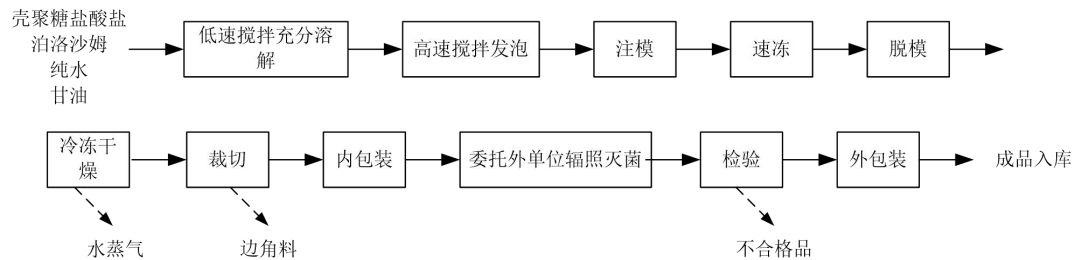 壳聚糖盐酸盐
泊洛沙姆
纯水
甘油
低速搅拌充分溶
解
高速搅拌发泡
注模
速冻
脱模
冷冻干
燥
裁切
内包装
委托外单位辐照灭菌
检验
外包装
成品入库
水蒸气
边角料
不合格品